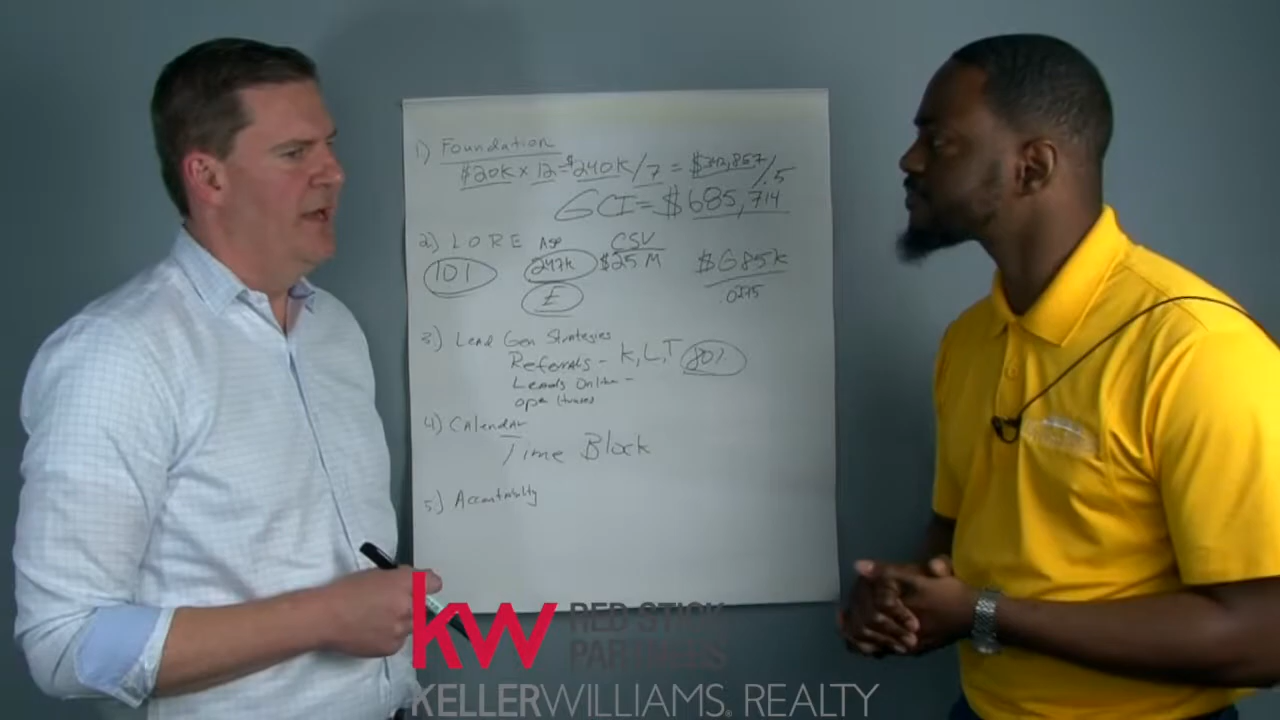 1) Foundation
$20K x 12 = $240K / 7 = $342,857 / .5
GCI = $685,714
2) LORE ASP CSV
101 247k $25M $685k
E .0275
3) Lead Gen Strategies
Referrals - K, L, T 80%
Leads Online -
open houses
4) Calendar
Time Block
5.) Accountability
kw RED STICK
PARTNERS
KELLERWILLIAMS. REALTY